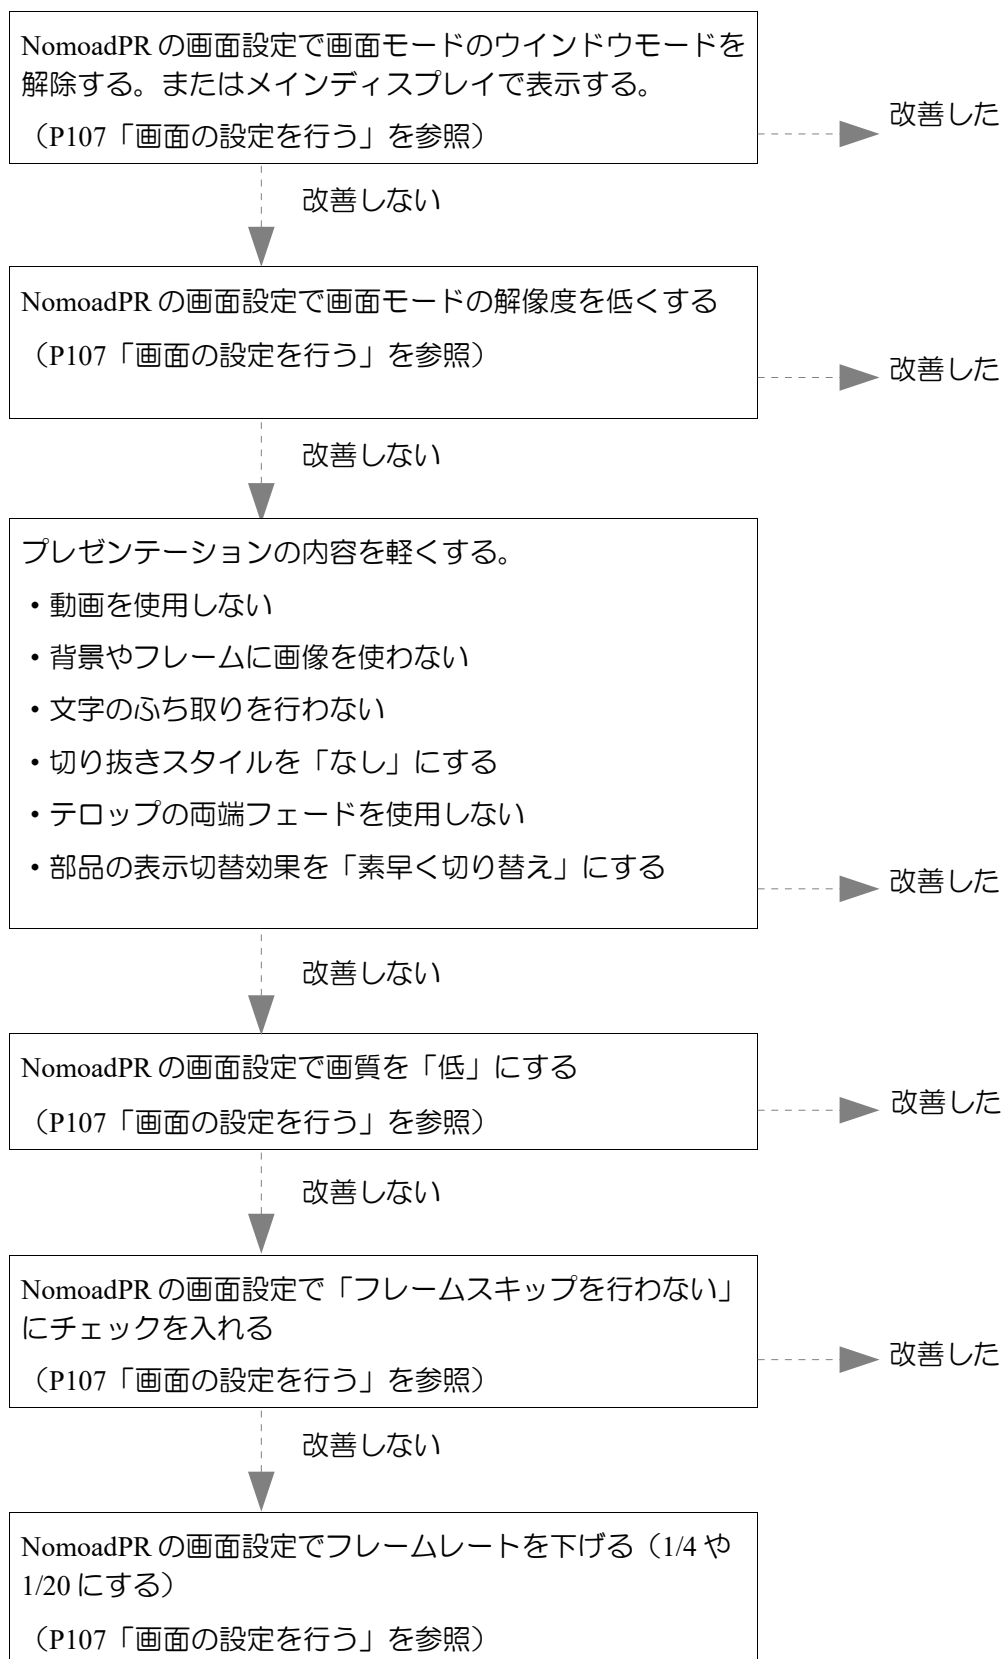 NomoadPR の画面設定で画面モードのウインドウモードを
解除する。またはメインディスプレイで表示する。
（P107「画面の設定を行う」を参照）
改善した
改善しない
NomoadPR の画面設定で画面モードの解像度を低くする
（P107「画面の設定を行う」を参照）
改善した
改善しない
プレゼンテーションの内容を軽くする。
・動画を使用しない
・背景やフレームに画像を使わない
・文字のふち取りを行わない
・切り抜きスタイルを「なし」にする
・テロップの両端フェードを使用しない
・部品の表示切替効果を「素早く切り替え」にする
改善した
改善しない
NomoadPR の画面設定で画質を「低」にする
（P107「画面の設定を行う」を参照）
改善した
改善しない
NomoadPR の画面設定で「フレームスキップを行わない」
にチェックを入れる
（P107「画面の設定を行う」を参照）
改善した
改善しない
NomoadPR の画面設定でフレームレートを下げる（1/4 や
1/20 にする）
（P107「画面の設定を行う」を参照）